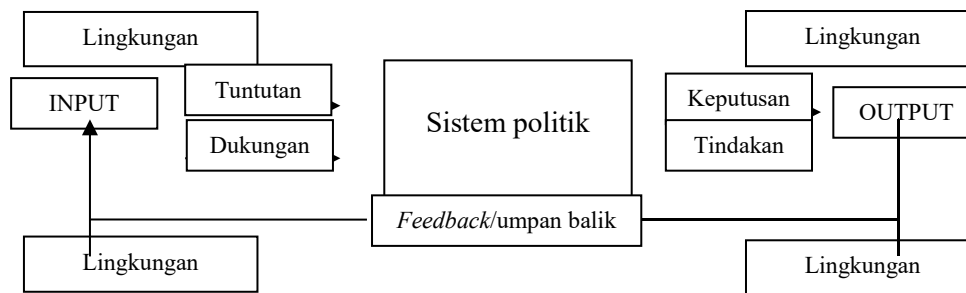 Lingkungan
Lingkungan
INPUT
Tuntutan
Dukungan
Sistem politik
Keputusan
Tindakan
OUTPUT
Feedback/umpan balik
Lingkungan
Lingkungan